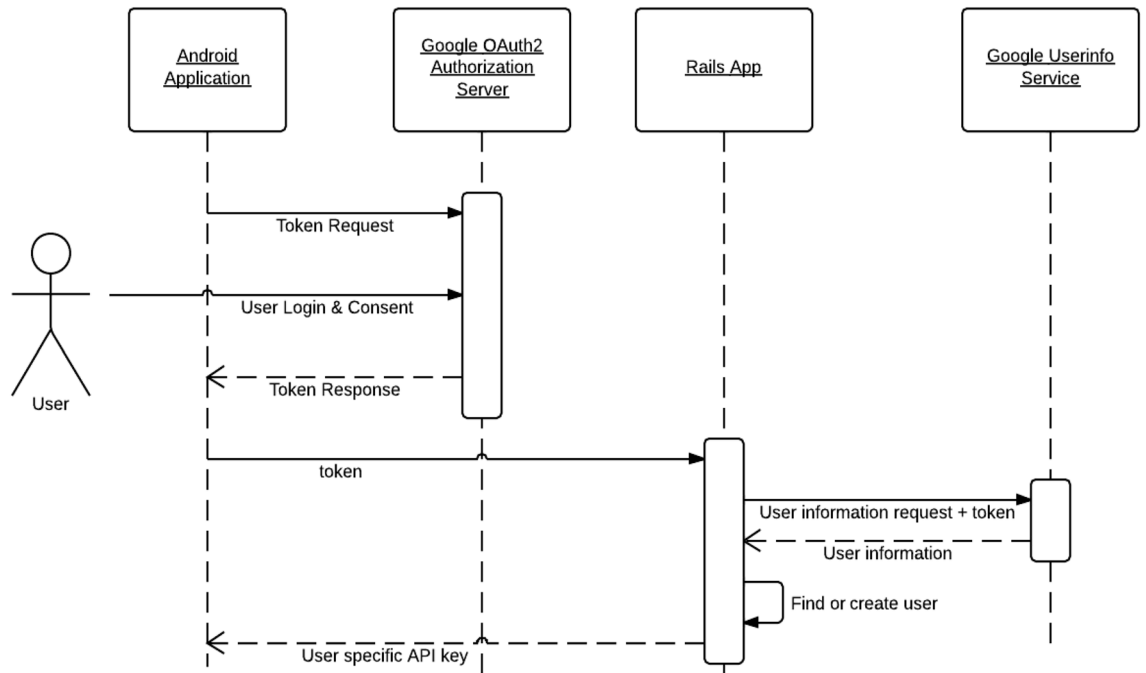 Android
Application
Google OAuth2
Authorization
Server
Rails App
Google Userinfo
Service
Token Request
User Login & Consent
Token Response
User
token
User information request + token
User information
Find or create user
User specific API key